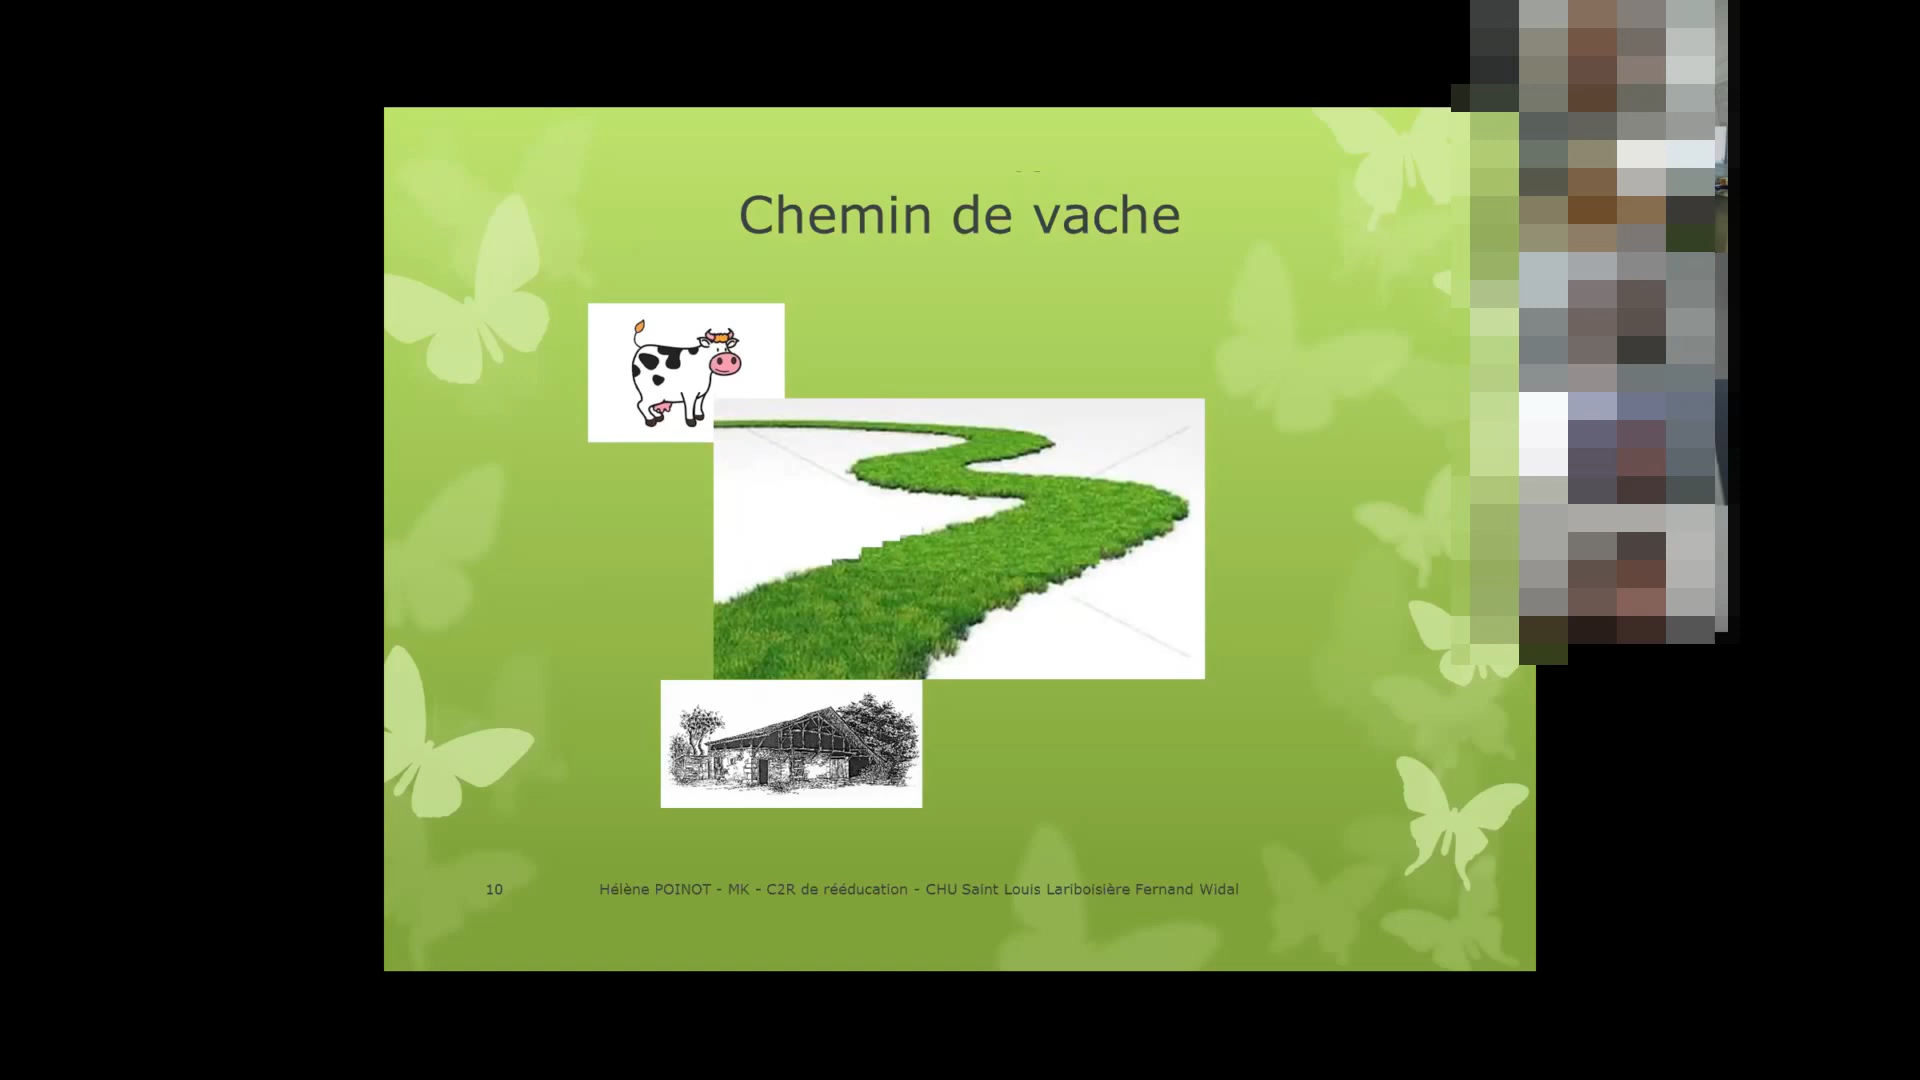 Chemin de vache
10
Hélène POINOT - MK - C2R de rééducation - CHU Saint Louis Lariboisière Fernand Widal